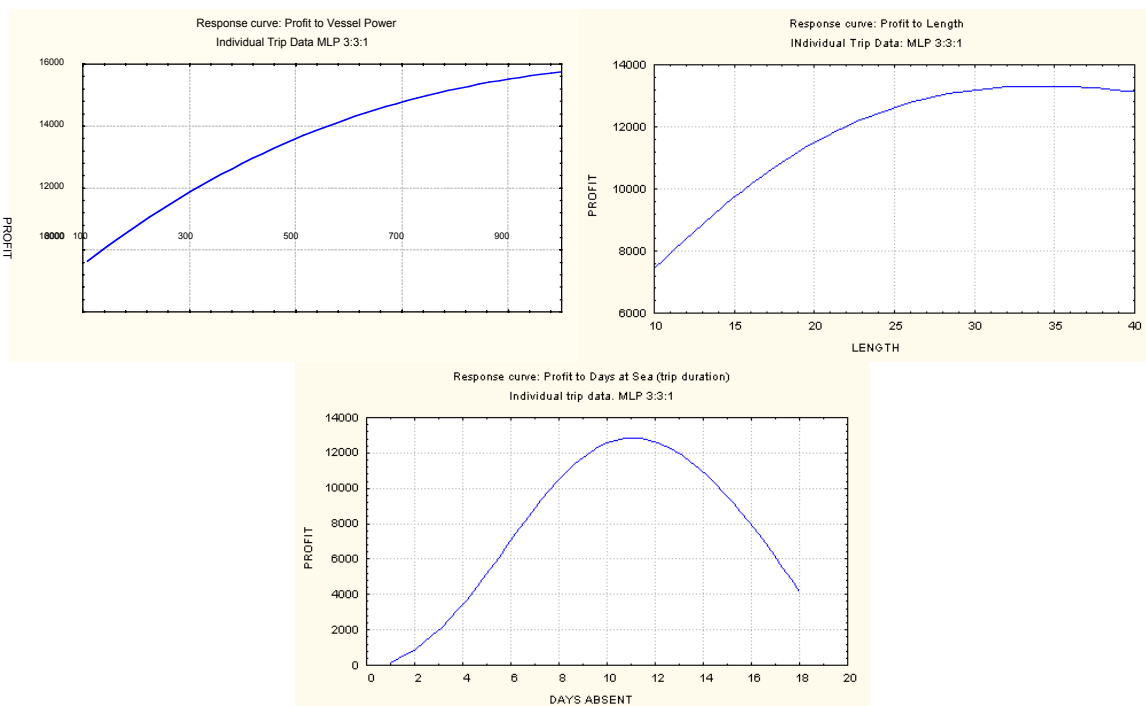 Response curve: Profit to Vessel Power
Individual Trip Data MLP 3:3:1
16000
14000
12000
PROFIT
100 300 500 700 900
Response curve: Profit to Length
INdividual Trip Data: MLP 3:3:1
14000
12000
10000
8000
6000
PROFIT
10 15 20 25 30 35 40
LENGTH
Response curve: Profit to Days at Sea (trip duration)
Individual trip data. MLP 3:3:1
14000
12000
10000
8000
6000
4000
2000
0
PROFIT
0 2 4 6 8 10 12 14 16 18 20
DAYS ABSENT